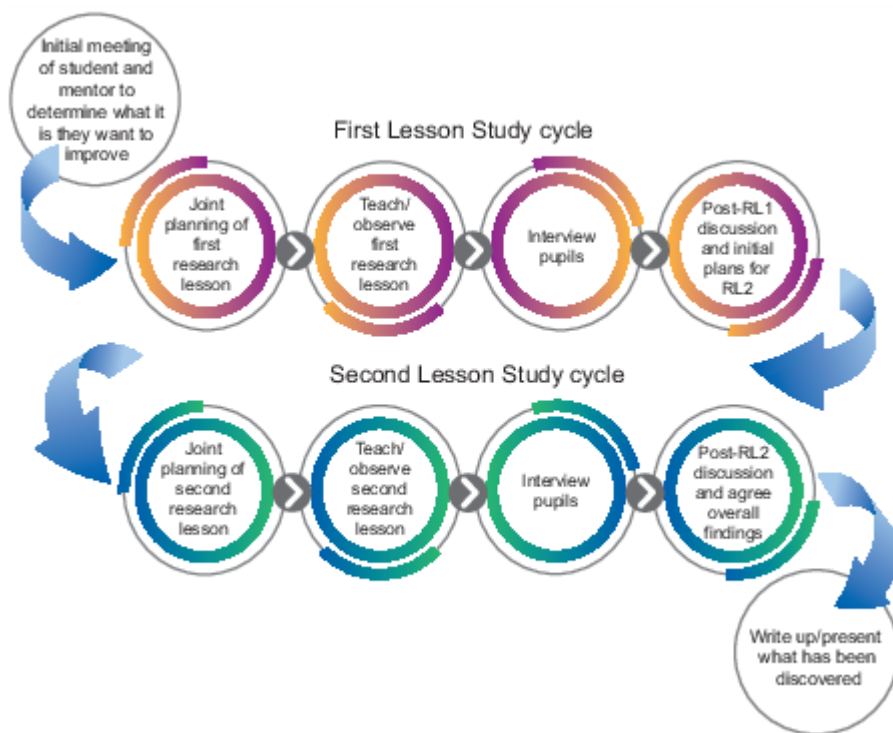 Initial meeting
of student and
mentor to
determine what it
is they want to
improve
First Lesson Study cycle
Joint
planning of
first
research
lesson
Teach/
observe first
research
lesson
Interview
pupils
Post-RL1
discussion
and initial
plans for
RL2
Second Lesson Study cycle
Joint
planning of
second
research
lesson
Teach/
observe second
research
lesson
Interview
pupils
Post-RL2
discussion
and agree
overall
findings
Write up/present
what has been
discovered